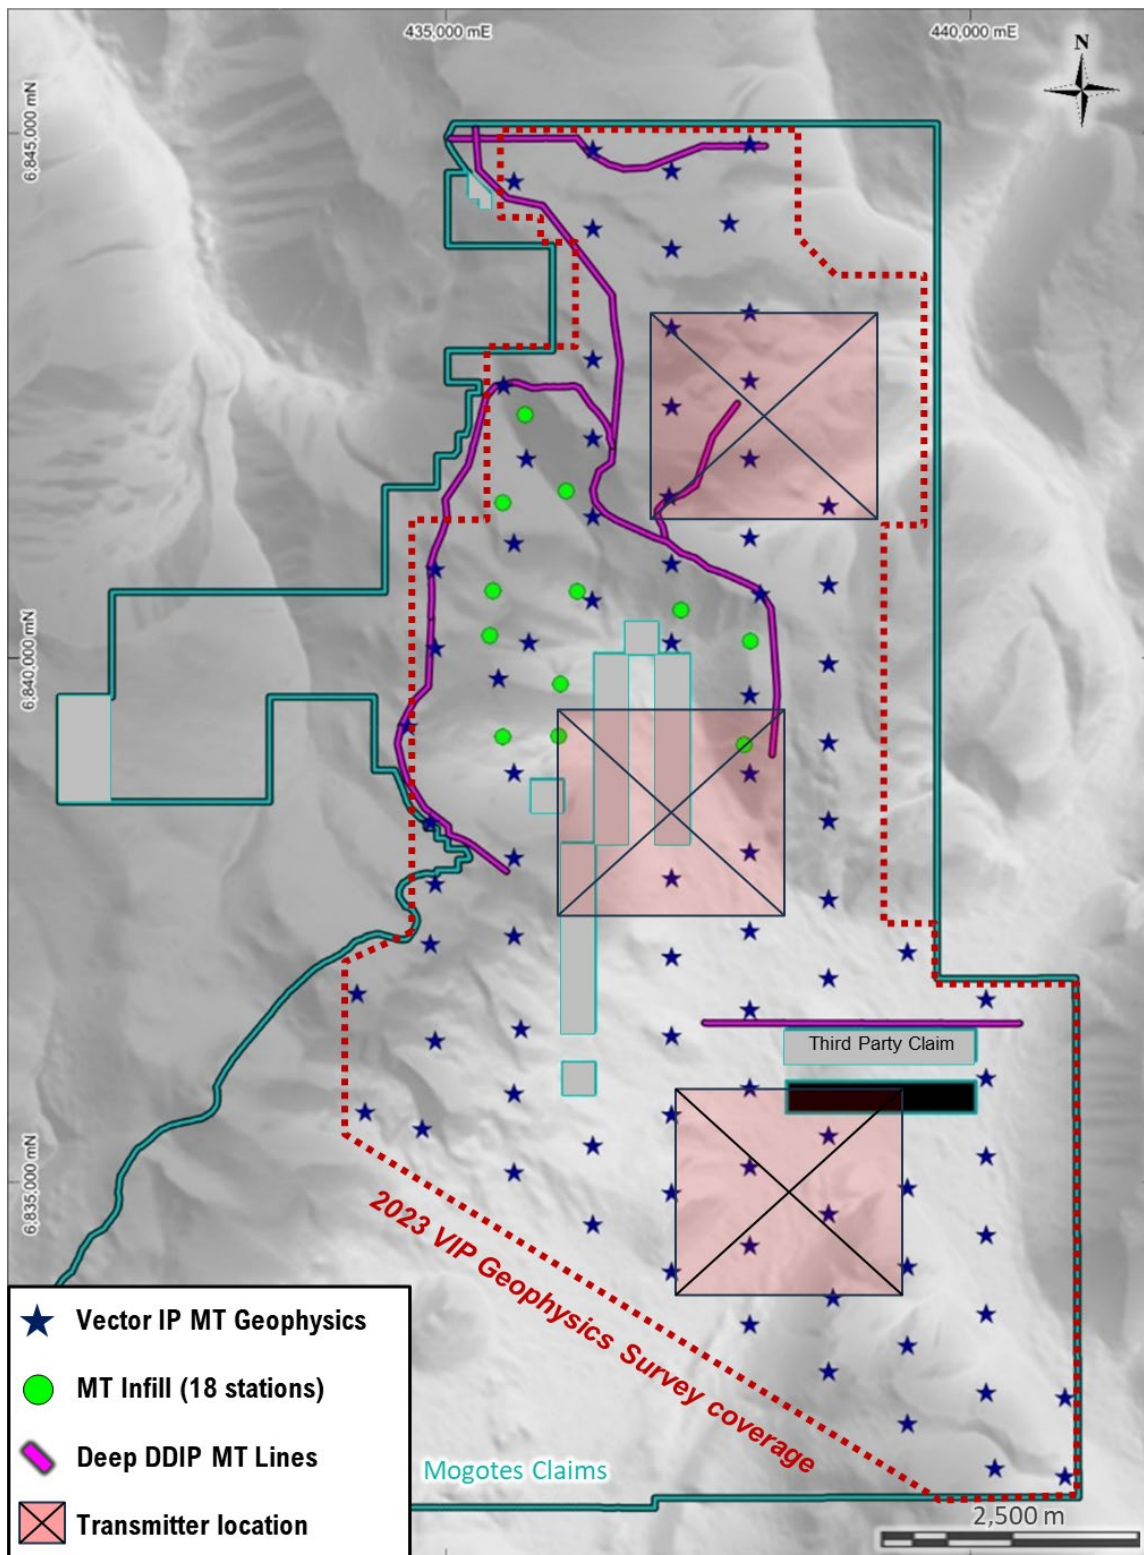 435,000 mE
440,000 mE
N
6,845,000 mN
6,840,000 mN
6,835,000 mN
Third Party Claim
2023 VIP Geophysics Survey coverage
Vector IP MT Geophysics
MT Infill (18 stations)
Deep DDIP MT Lines
Transmitter location
Mogotes Claims
2,500 m